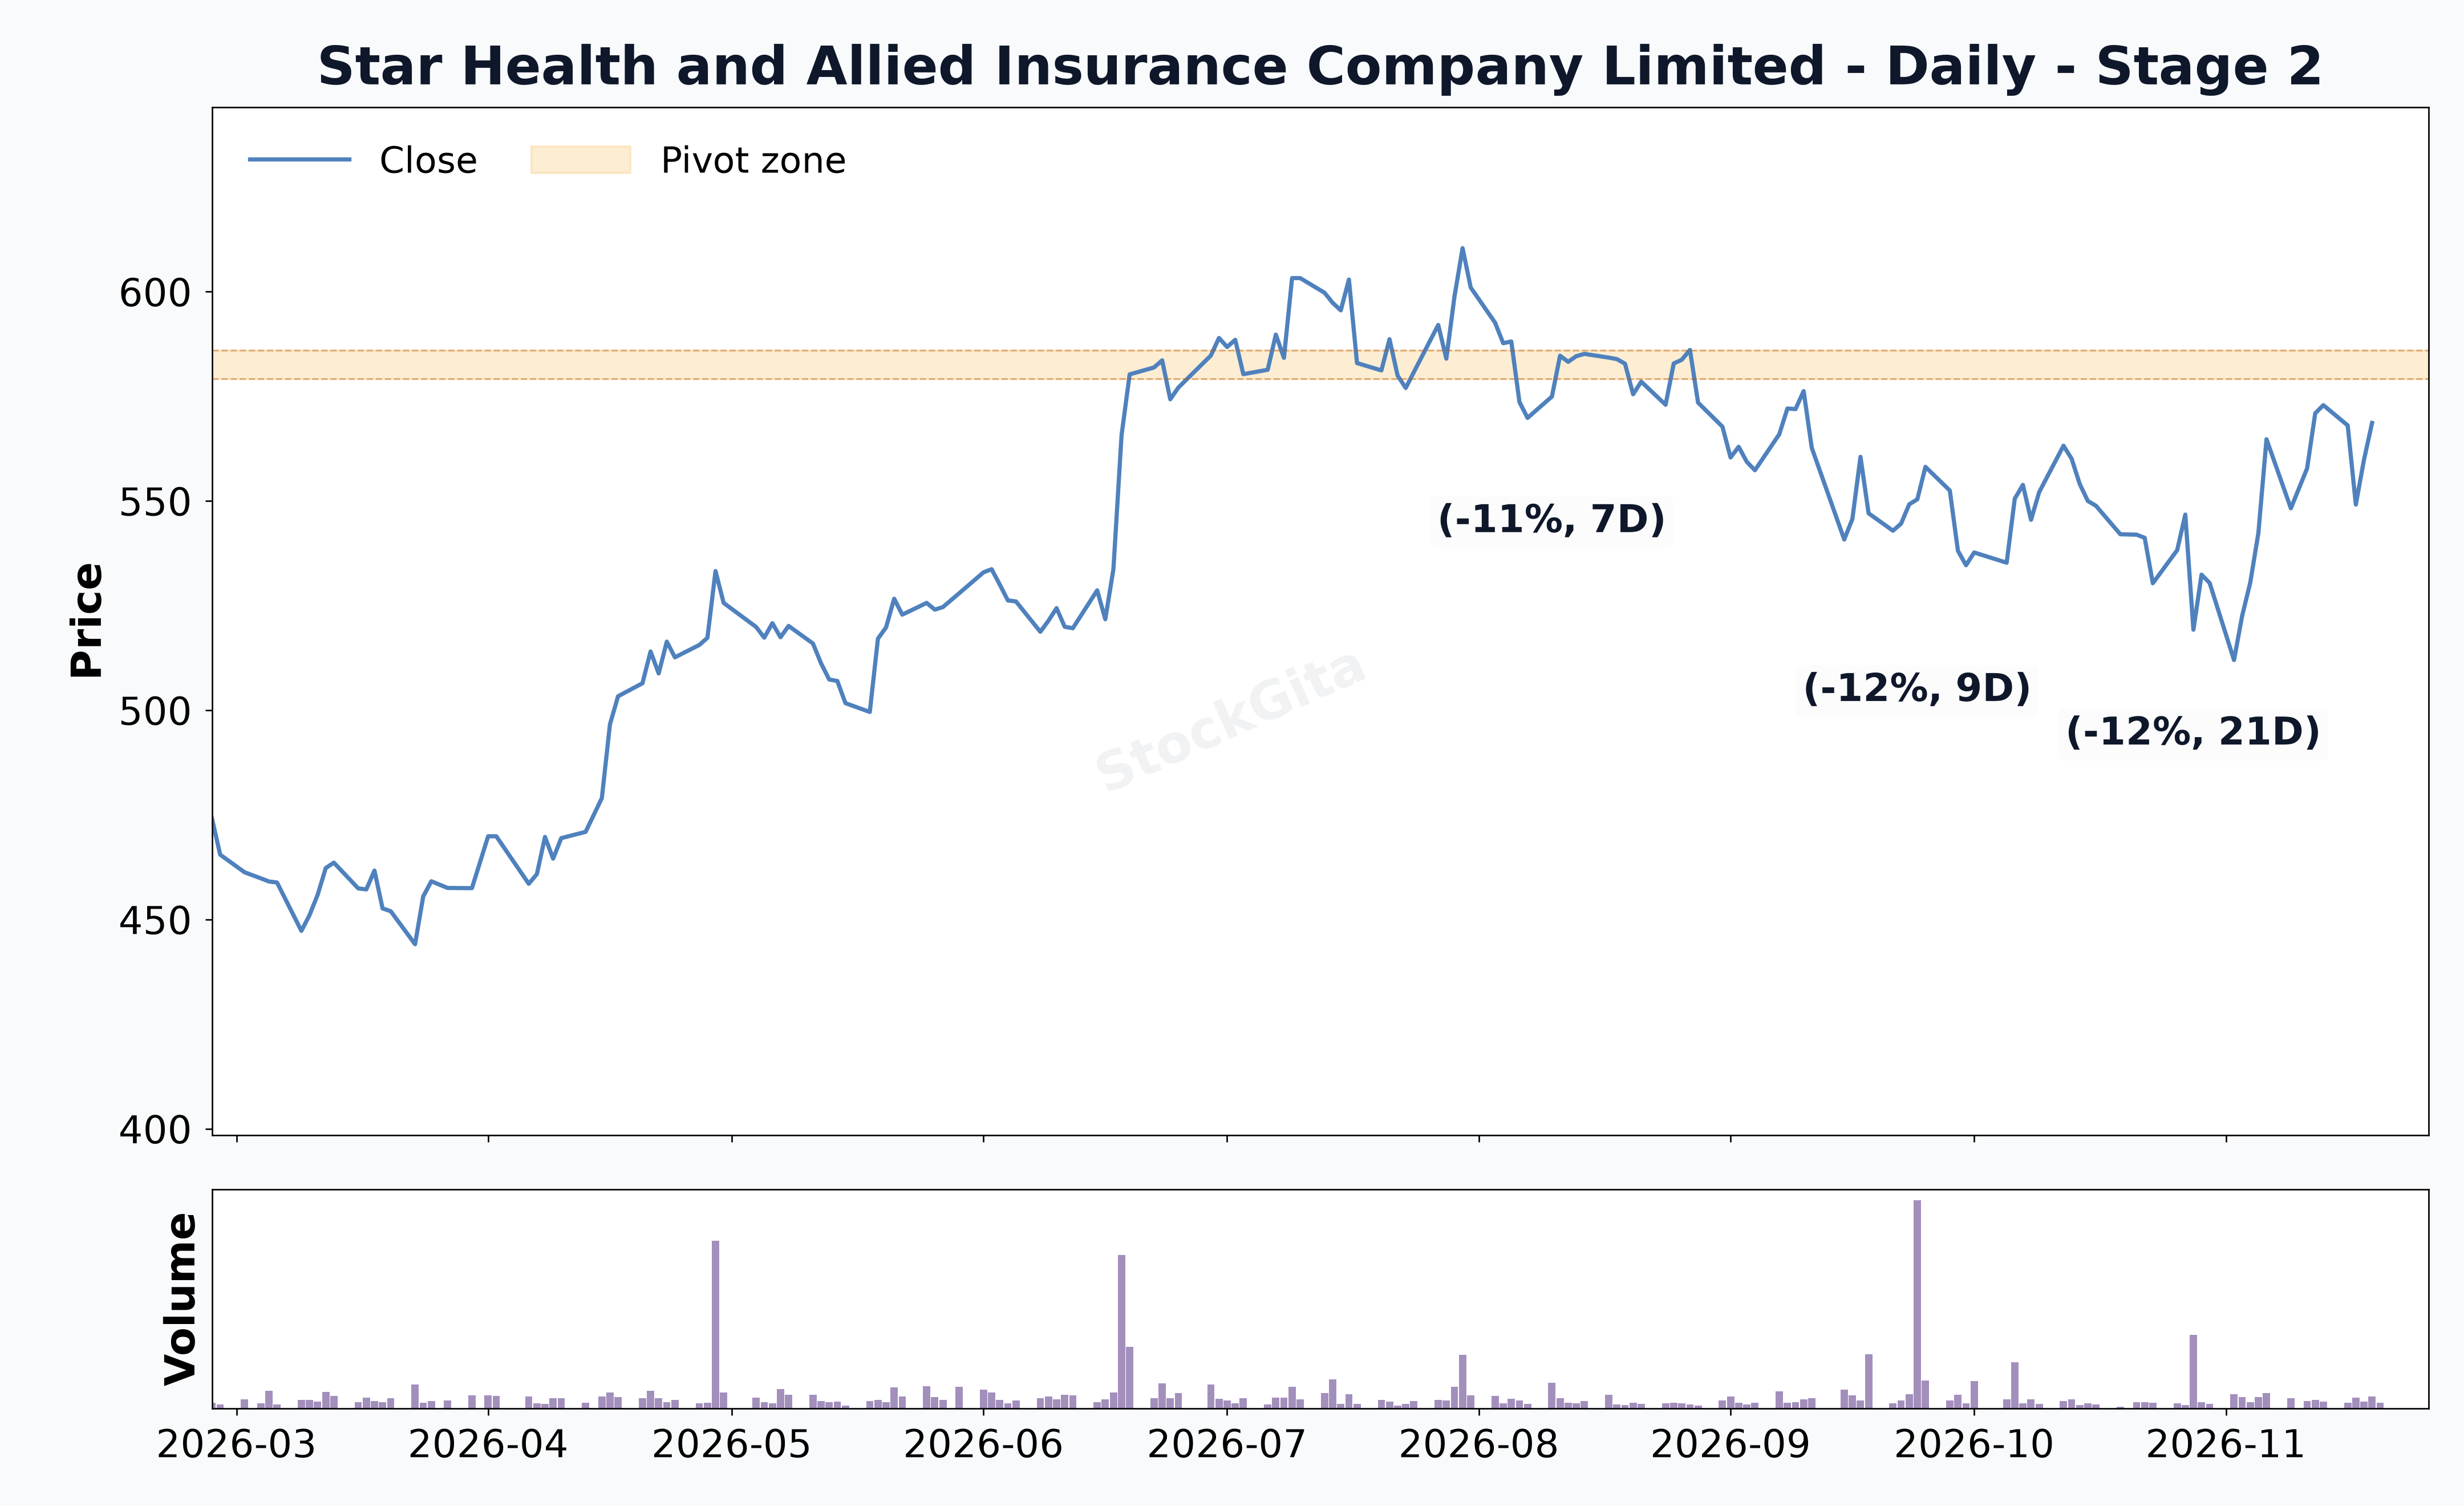 Star Health and Allied Insurance Company Limited - Daily - Stage 2
Close
Pivot zone
Price
600
550
500
450
400
(-11%, 7D)
(-12%, 9D)
(-12%, 21D)
StockGita
Volume
2026-03
2026-04
2026-05
2026-06
2026-07
2026-08
2026-09
2026-10
2026-11